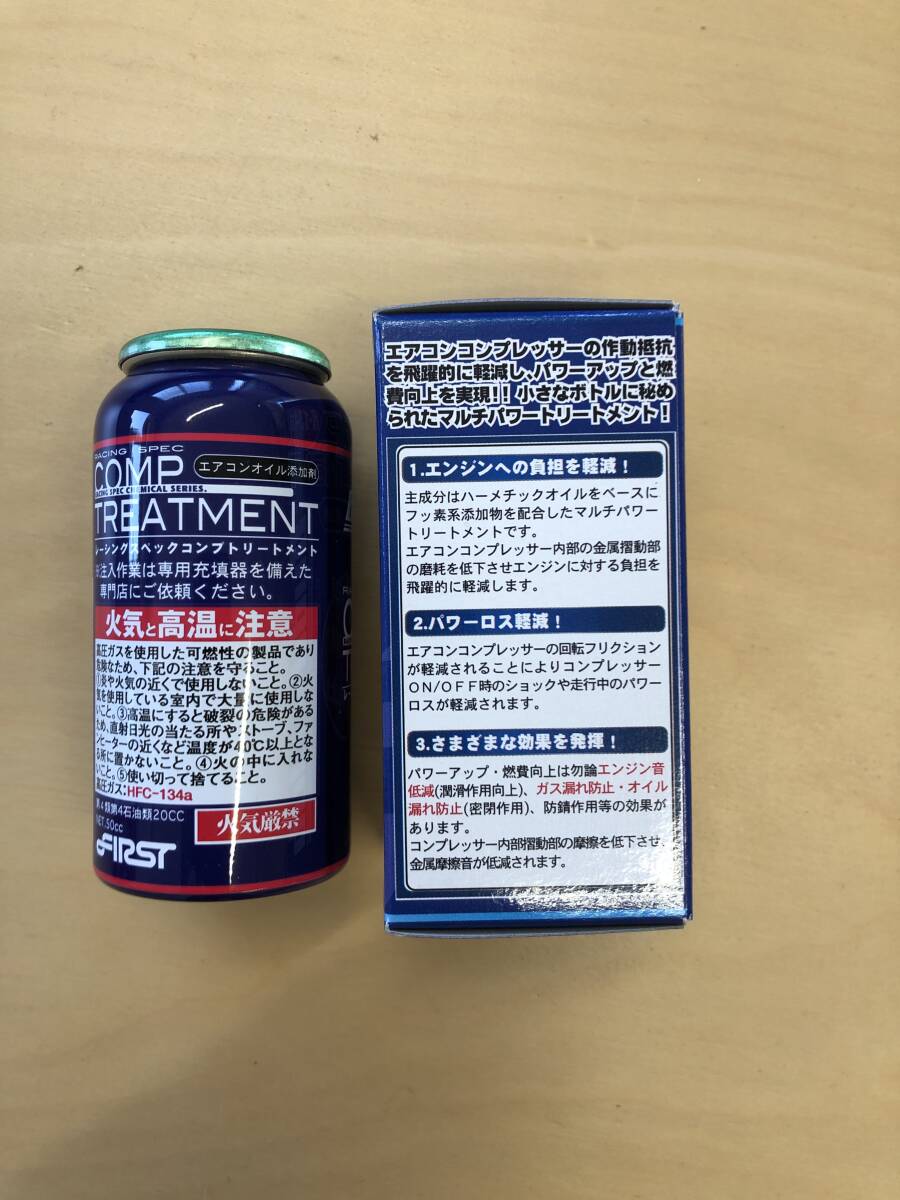 RACING SPEC
COMP
エアコンオイル添加剤
RACING SPEC CHEMICAL SERIES.
TREATMENT
レーシングスペックコンプトリートメント
※注入作業は専用充填器を備えた
専門店にご依頼ください。
火気と高温に注意
高圧ガスを使用した可燃性の製品であり
危険なため、下記の注意を守ること。
①炎や火気の近くで使用しないこと。②火
気を使用している室内で大量に使用しな
いこと。③高温にすると破裂の危険がある
ため、直射日光の当たる所やストーブ、ファ
ンヒーターの近くなど温度が40℃以上とな
る所に置かないこと。④火の中に入れな
いこと。⑤使い切って捨てること。
高圧ガス:HFC-134a
第4類第4石油類20CC
NET.50cc
火気厳禁
FIRST
エアコンコンプレッサーの作動抵抗
を飛躍的に軽減し、パワーアップと燃
費向上を実現!! 小さなボトルに秘め
られたマルチパワートリートメント!
1.エンジンへの負担を軽減!
主成分はハーメチックオイルをベースに
フッ素系添加物を配合したマルチパワー
トリートメントです。
エアコンコンプレッサー内部の金属摺動部
の磨耗を低下させエンジンに対する負担を
飛躍的に軽減します。
2.パワーロス軽減!
エアコンコンプレッサーの回転フリクション
が軽減されることによりコンプレッサー
ON/OFF時のショックや走行中のパワー
ロスが軽減されます。
3.さまざまな効果を発揮!
パワーアップ・燃費向上は勿論エンジン音
低減(潤滑作用向上)、ガス漏れ防止・オイル
漏れ防止(密閉作用)、防錆作用等の効果が
あります。
コンプレッサー内部摺動部の摩擦を低下させ、
金属摩擦音が低減されます。